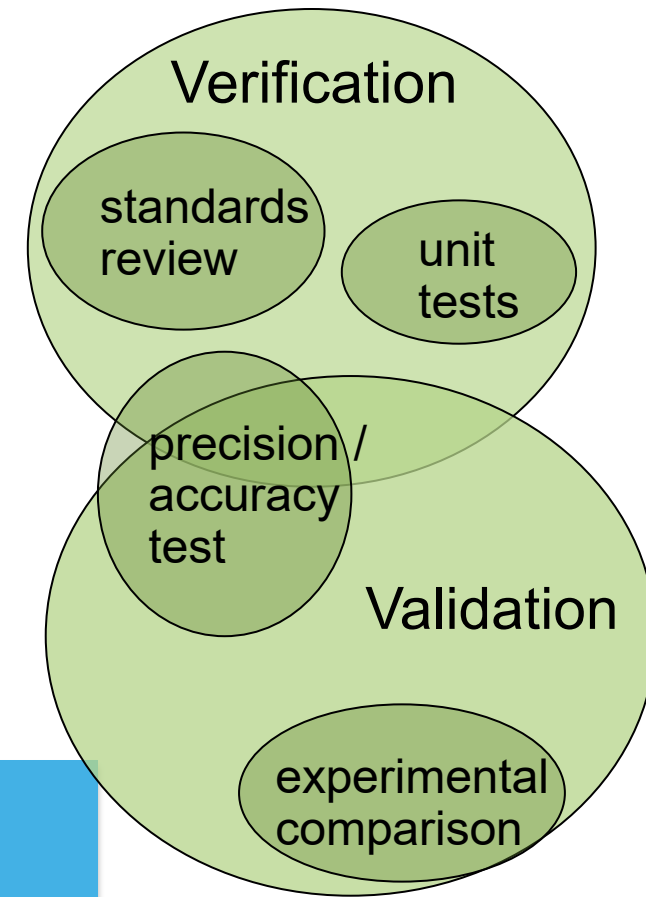 Verification
standards
review
unit
tests
precision /
accuracy
test
Validation
experimental
comparison